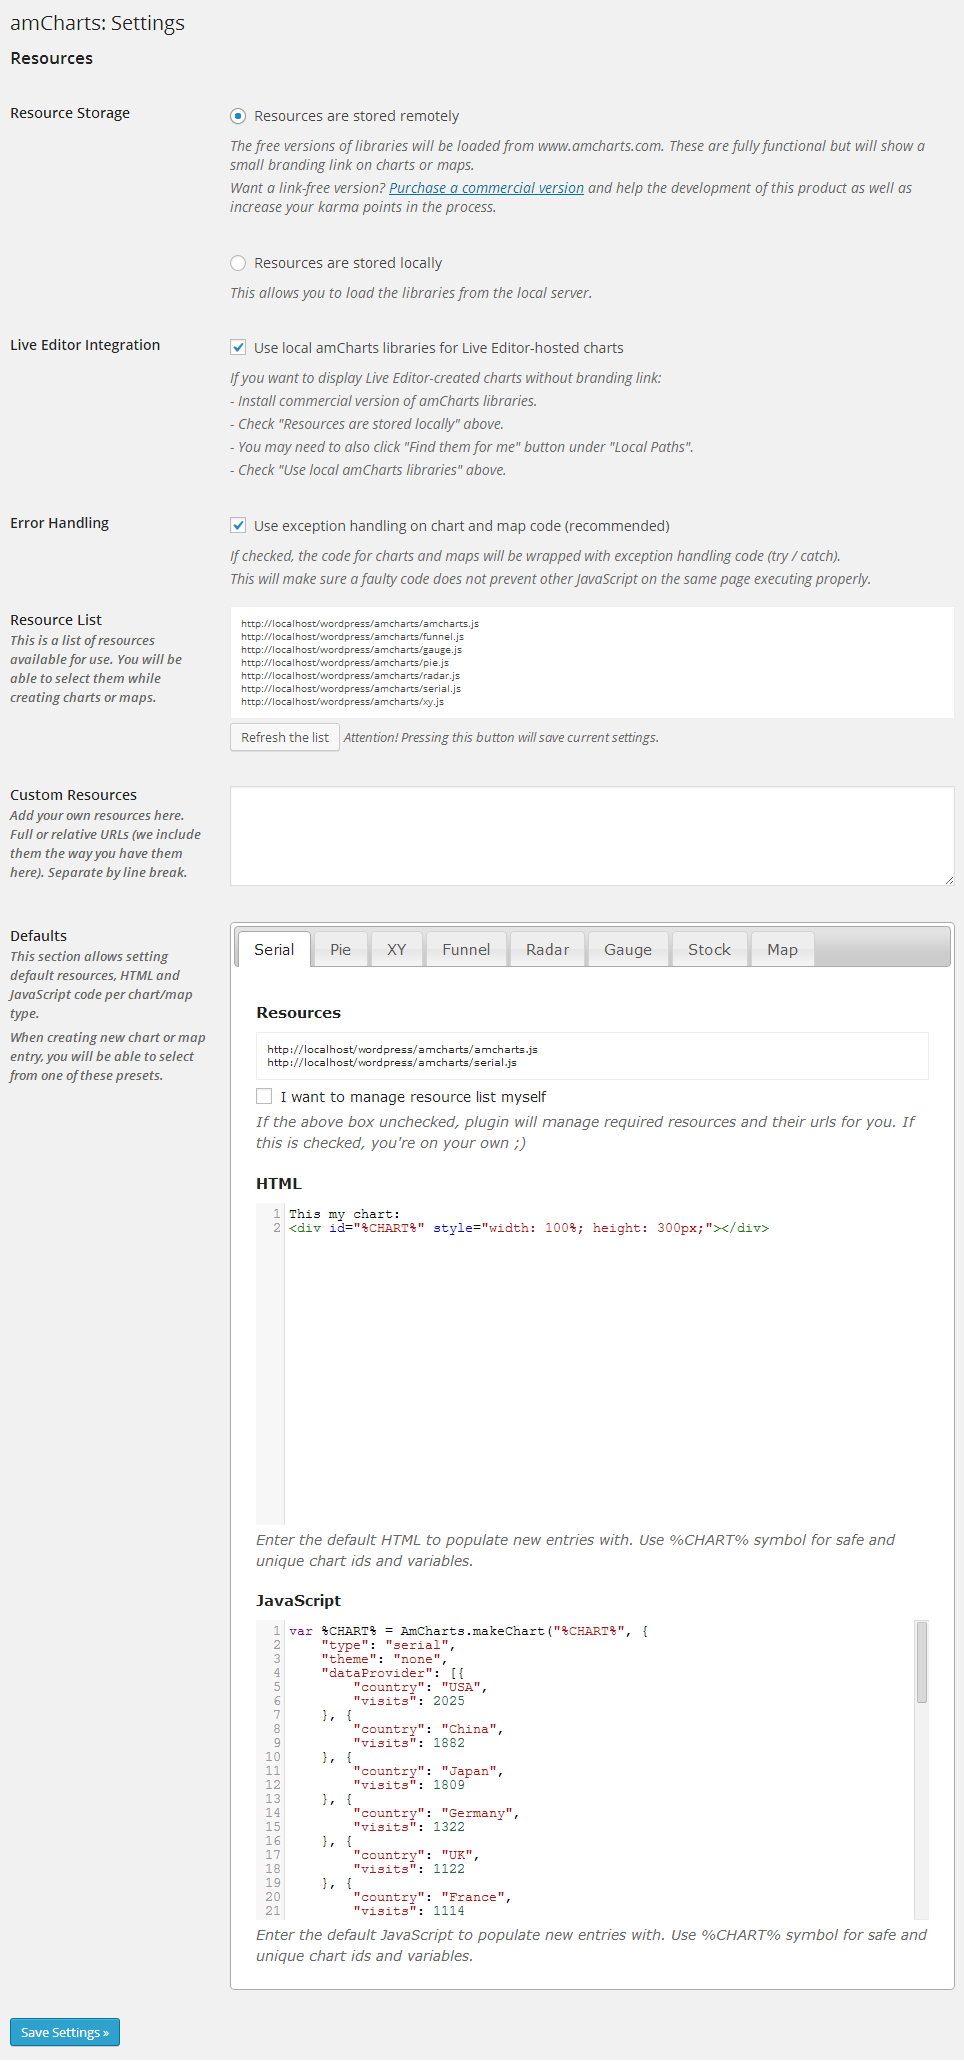 amCharts: Settings
Resources
Resource Storage
Resources are stored remotely
The free versions of libraries will be loaded from www.amcharts.com. These are fully functional but will show a
small branding link on charts or maps.
Want a link-free version? Purchase a commercial version and help the development of this product as well as
increase your karma points in the process.
Resources are stored locally
This allows you to load the libraries from the local server.
Live Editor Integration
Use local amCharts libraries for Live Editor-hosted charts
If you want to display Live Editor-created charts without branding link:
- Install commercial version of amCharts libraries.
- Check "Resources are stored locally" above.
- You may need to also click "Find them for me" button under "Local Paths".
- Check "Use local amCharts libraries" above.
Error Handling
Use exception handling on chart and map code (recommended)
If checked, the code for charts and maps will be wrapped with exception handling code (try / catch).
This will make sure a faulty code does not prevent other JavaScript on the same page executing properly.
Resource List
This is a list of resources
available for use. You will be
able to select them while
creating charts or maps.
http://localhost/wordpress/amcharts/amcharts.js
http://localhost/wordpress/amcharts/funnel.js
http://localhost/wordpress/amcharts/gauge.js
http://localhost/wordpress/amcharts/pie.js
http://localhost/wordpress/amcharts/radar.js
http://localhost/wordpress/amcharts/serial.js
http://localhost/wordpress/amcharts/xy.js
Refresh the list Attention! Pressing this button will save current settings.
Custom Resources
Add your own resources here.
Full or relative URLs (we include
them the way you have them
here). Separate by line break.
Defaults
This section allows setting
default resources, HTML and
JavaScript code per chart/map
type.
When creating new chart or map
entry, you will be able to select
from one of these presets.
Serial Pie XY Funnel Radar Gauge Stock Map
Resources
http://localhost/wordpress/amcharts/amcharts.js
http://localhost/wordpress/amcharts/serial.js
I want to manage resource list myself
If the above box unchecked, plugin will manage required resources and their urls for you. If
this is checked, you're on your own ;)
HTML
1 This my chart:
2 <div id="%CHART%" style="width: 100%; height: 300px;"></div>
Enter the default HTML to populate new entries with. Use %CHART% symbol for safe and
unique chart ids and variables.
JavaScript
1 var %CHART% = AmCharts.makeChart("%CHART%", {
2 "type": "serial",
3 "theme": "none",
4 "dataProvider": [{
5 "country": "USA",
6 "visits": 2025
7 }, {
8 "country": "China",
9 "visits": 1882
10 }, {
11 "country": "Japan",
12 "visits": 1809
13 }, {
14 "country": "Germany",
15 "visits": 1322
16 }, {
17 "country": "UK",
18 "visits": 1122
19 }, {
20 "country": "France",
21 "visits": 1114
Enter the default JavaScript to populate new entries with. Use %CHART% symbol for safe and
unique chart ids and variables.
Save Settings »